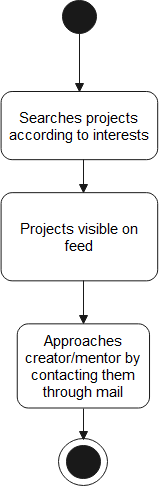 Searches projects
according to interests
Projects visible on
feed
Approaches
creator/mentor by
contacting them
through mail